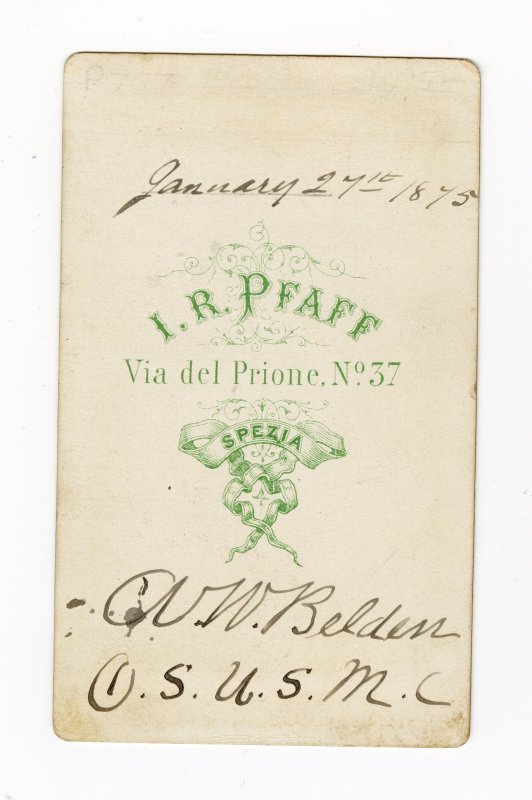 January 27th 1875
I. R. PFAFF
Via del Prione, Nº 37
SPEZIA
W. Belden
O. S. U. S. M. C